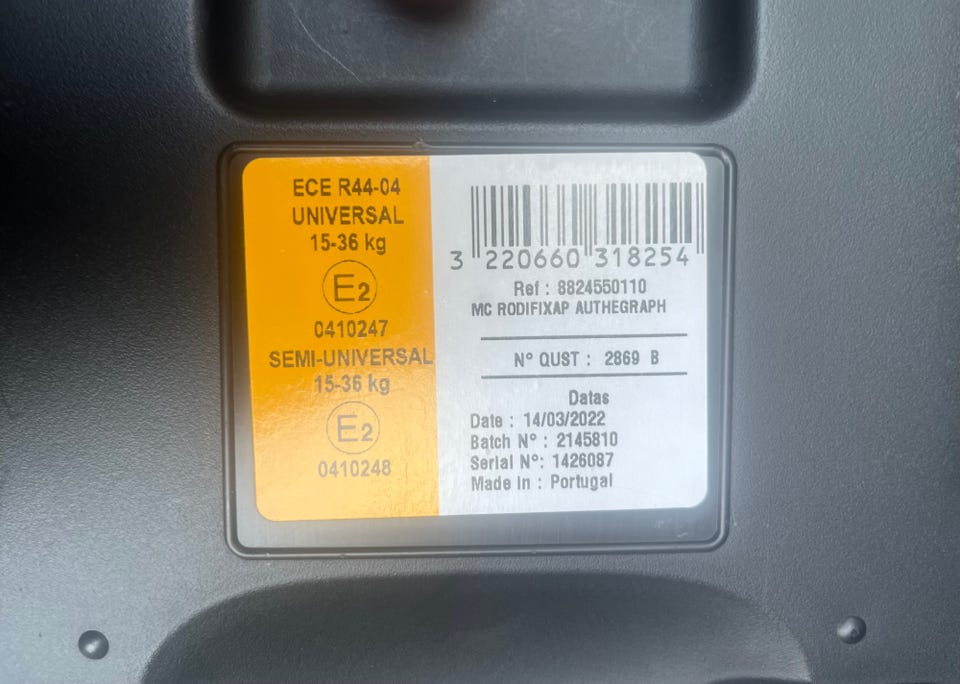 ECE R44-04
UNIVERSAL
15-36 kg
E2
0410247
SEMI-UNIVERSAL
15-36 kg
E2
0410248
3 220660 318254
Ref : 8824550110
MC RODIFIXAP AUTHEGRAPH
N° QUST : 2869 B
Datas
Date : 14/03/2022
Batch N° : 2145810
Serial N°: 1426087
Made in : Portugal